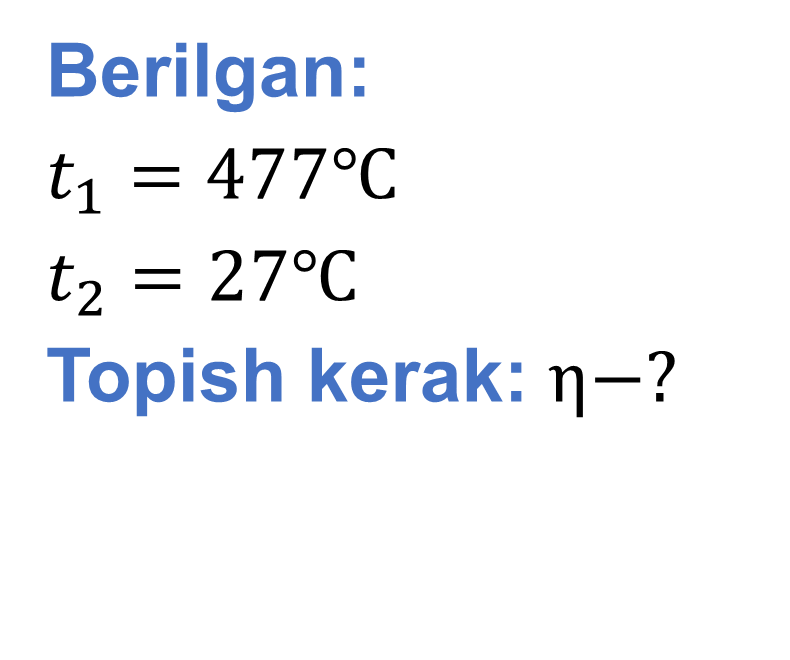 Berilgan:
t₁ = 477°C
t₂ = 27°C
Topish kerak: η−?